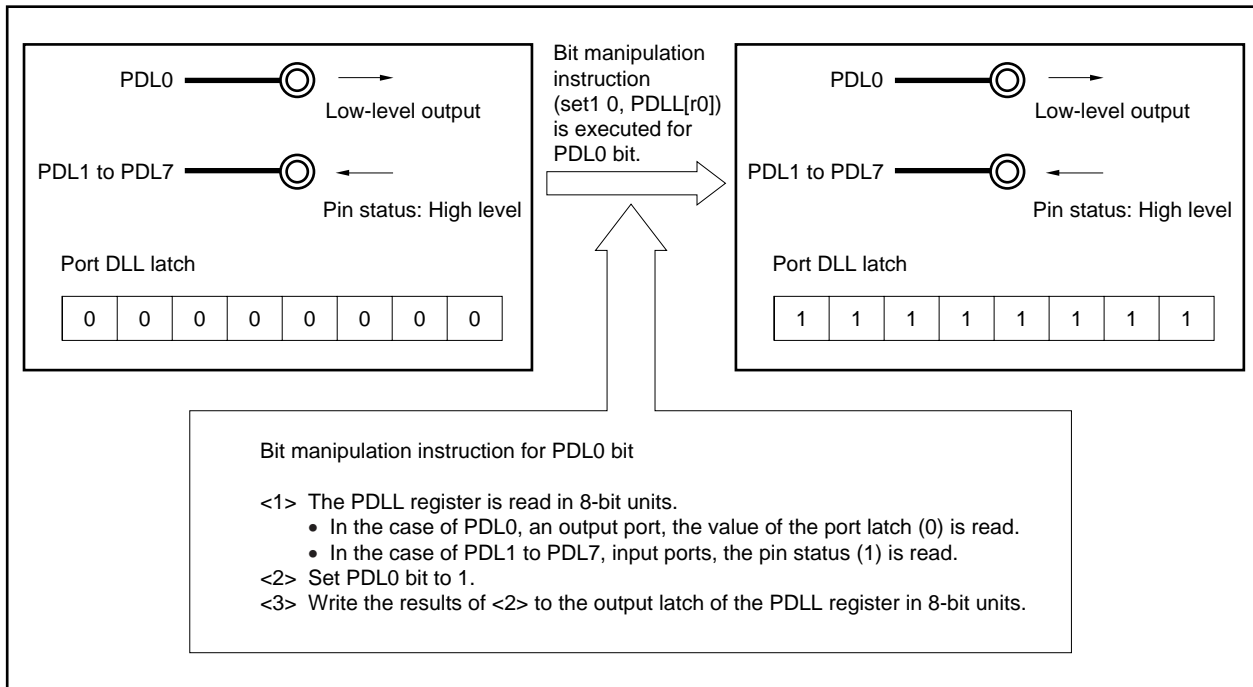 PDL0
Low-level output
PDL1 to PDL7
Pin status: High level
Port DLL latch
0 0 0 0 0 0 0 0
Bit manipulation
instruction
(set1 0, PDLL[r0])
is executed for
PDL0 bit.
PDL0
Low-level output
PDL1 to PDL7
Pin status: High level
Port DLL latch
1 1 1 1 1 1 1 1
Bit manipulation instruction for PDL0 bit
<1> The PDLL register is read in 8-bit units.
• In the case of PDL0, an output port, the value of the port latch (0) is read.
• In the case of PDL1 to PDL7, input ports, the pin status (1) is read.
<2> Set PDL0 bit to 1.
<3> Write the results of <2> to the output latch of the PDLL register in 8-bit units.